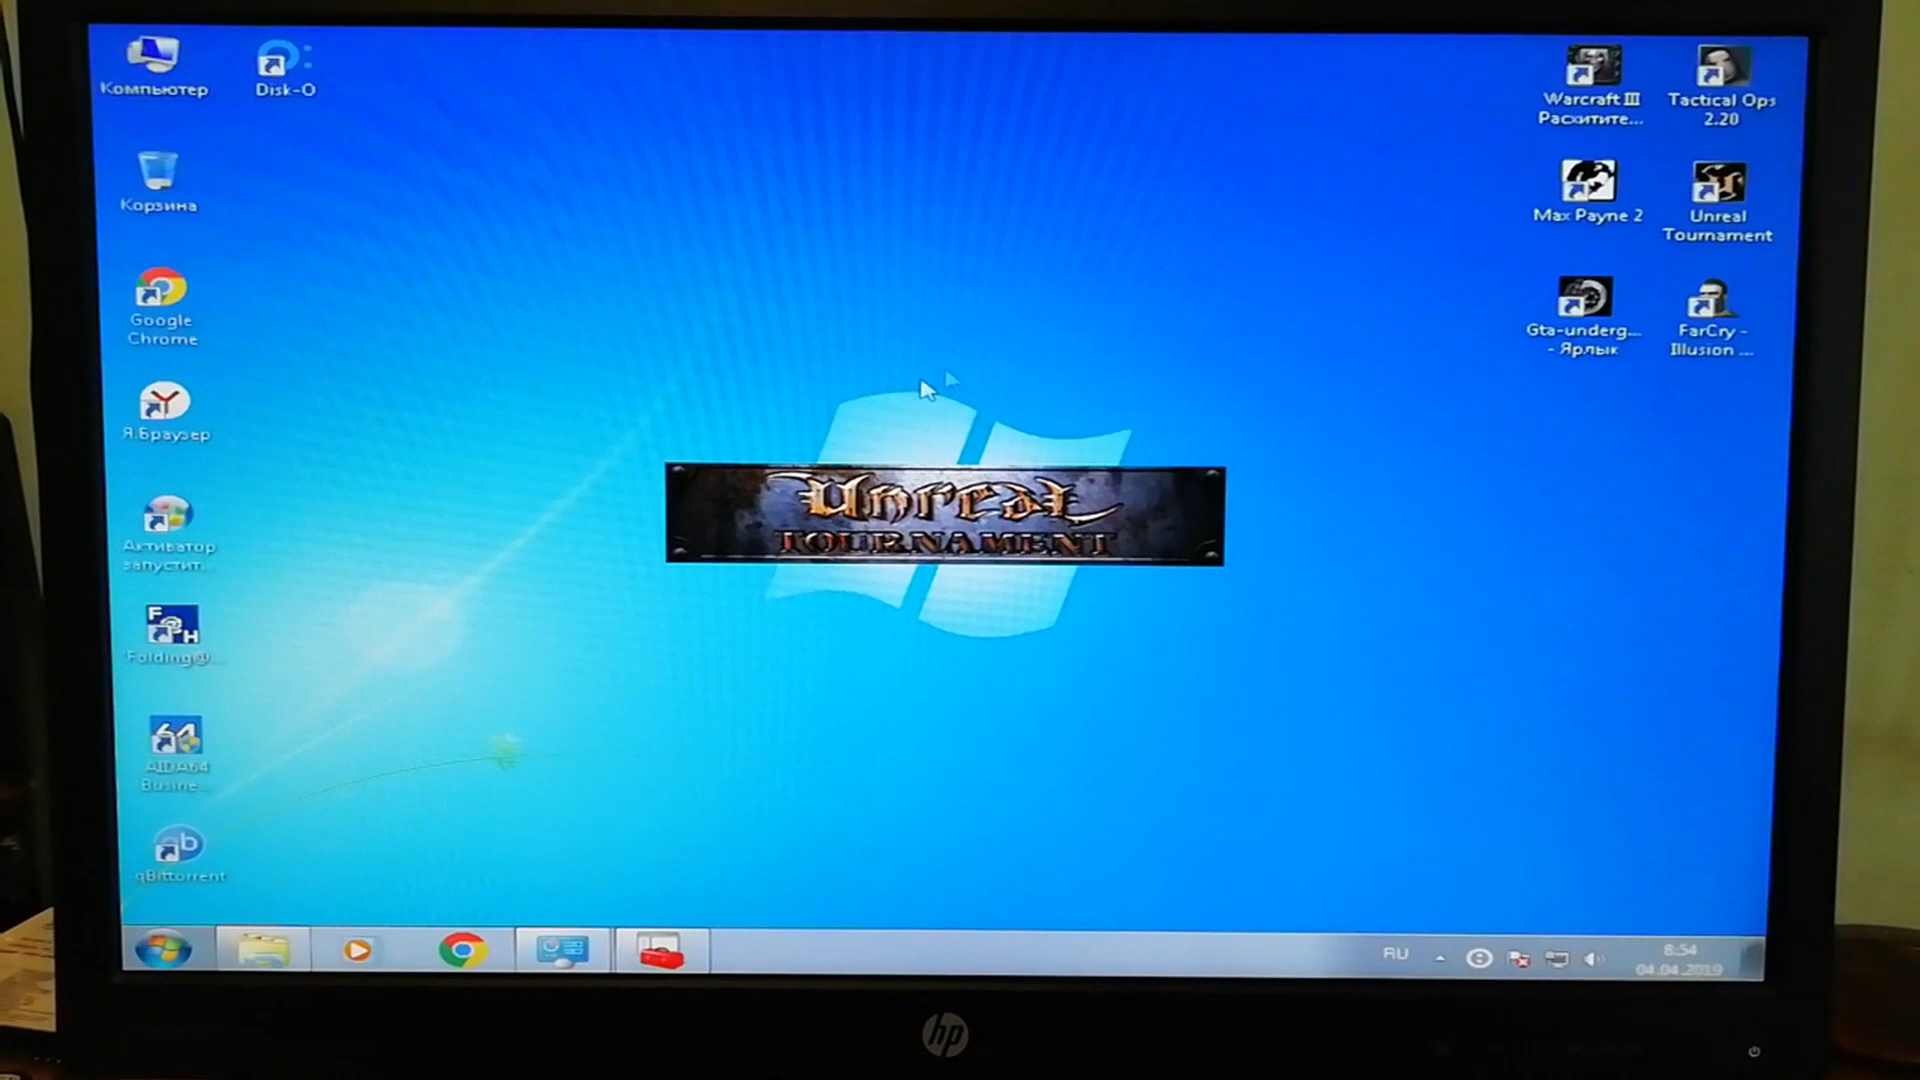 Компьютер
Disk-O
Корзина
Google
Chrome
Я.Браузер
Активатор
запустит...
F@H
Folding@...
64
AIDA64
Busine...
qb
qBittorrent
Warcraft III
Расхитите...
Tactical Ops
2.20
Max Payne 2
Unreal
Tournament
Gta-underg...
- Ярлык
FarCry -
Illusion ...
Unreal
TOURNAMENT
RU
8:54
04.04.2019
hp